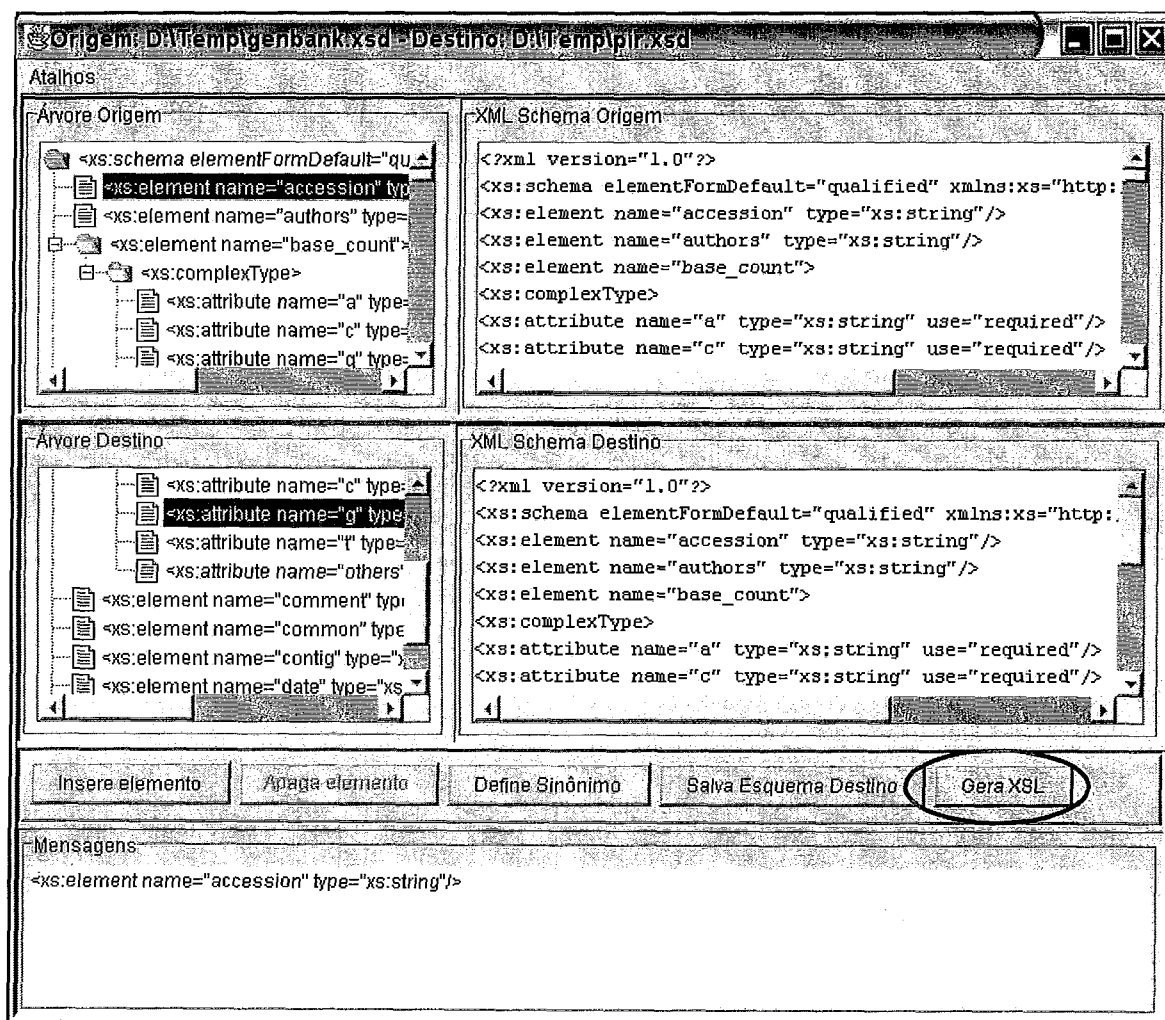 Origem: D:\Temp\genbank.xsd - Destino: D:\Temp\pir.xsd
Atalhos
Árvore Origem
<xs:schema elementFormDefault="qu
<xs:element name="accession" typ
<xs:element name="authors" type=
<xs:element name="base_count">
<xs:complexType>
<xs:attribute name="a" type=
<xs:attribute name="c" type=
<xs:attribute name="g" type=
XML Schema Origem
<?xml version="1.0"?>
<xs:schema elementFormDefault="qualified" xmlns:xs="http:
<xs:element name="accession" type="xs:string"/>
<xs:element name="authors" type="xs:string"/>
<xs:element name="base_count">
<xs:complexType>
<xs:attribute name="a" type="xs:string" use="required"/>
<xs:attribute name="c" type="xs:string" use="required"/>
Árvore Destino
<xs:attribute name="c" type=
<xs:attribute name="g" type
<xs:attribute name="t" type=
<xs:attribute name="others"
<xs:element name="comment" typ
<xs:element name="common" type
<xs:element name="contig" type="x
<xs:element name="date" type="xs
XML Schema Destino
<?xml version="1.0"?>
<xs:schema elementFormDefault="qualified" xmlns:xs="http:
<xs:element name="accession" type="xs:string"/>
<xs:element name="authors" type="xs:string"/>
<xs:element name="base_count">
<xs:complexType>
<xs:attribute name="a" type="xs:string" use="required"/>
<xs:attribute name="c" type="xs:string" use="required"/>
Insere elemento
Apaga elemento
Define Sinônimo
Salva Esquema Destino
Gera XSL
Mensagens
<xs:element name="accession" type="xs:string"/>